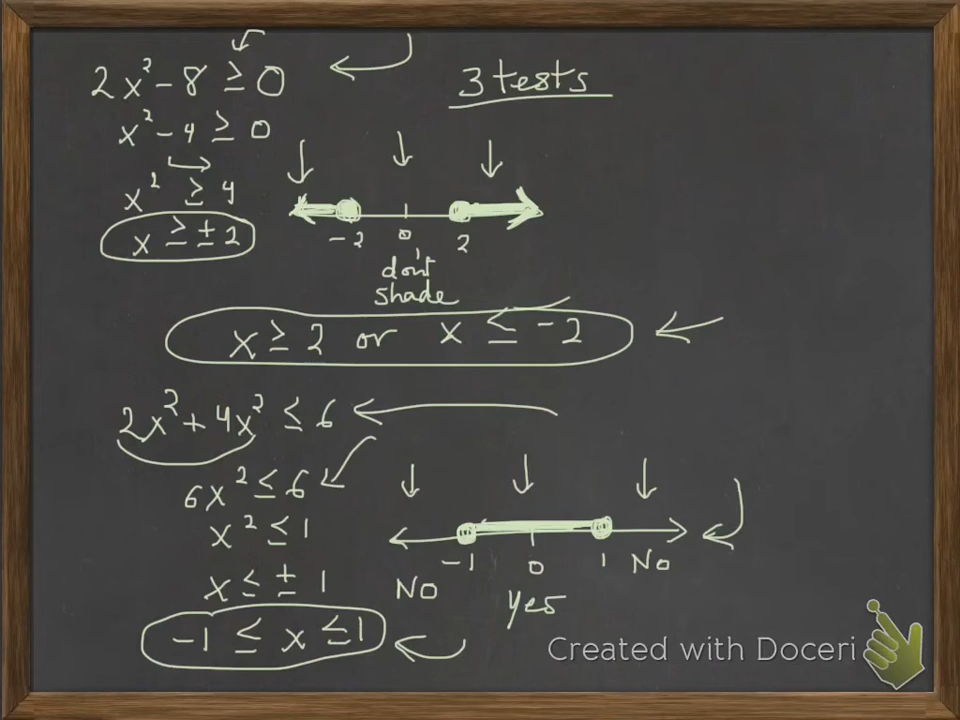 2x² - 8 ≥ 0
3 tests
x² - 4 ≥ 0
x² ≥ 4
x ≥ ± 2
-2 0 2
don't
shade
x ≥ 2 or x ≤ -2
2x² + 4x² ≤ 6
6x² ≤ 6
x² ≤ 1
-1 0 1
x ≤ ± 1
No yes No
-1 ≤ x ≤ 1
Created with Doceri